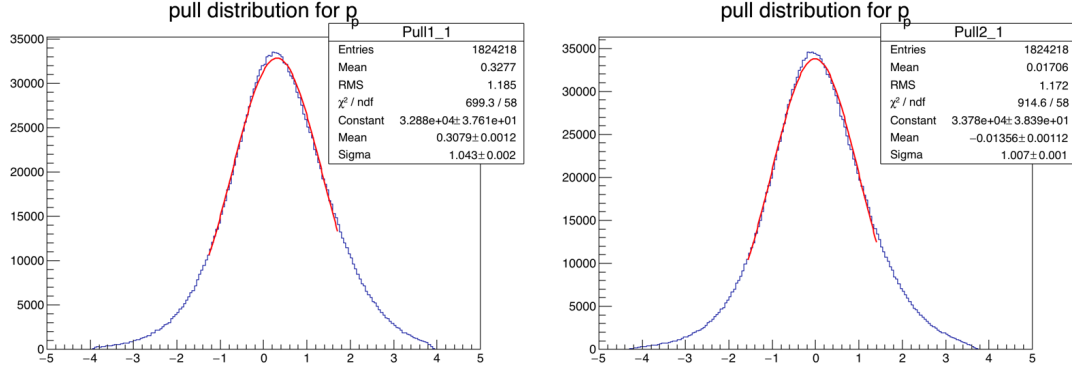 pull distribution for p_p
Pull1_1
Entries 1824218
Mean 0.3277
RMS 1.185
χ² / ndf 699.3 / 58
Constant 3.288e+04± 3.761e+01
Mean 0.3079± 0.0012
Sigma 1.043± 0.002
35000
30000
25000
20000
15000
10000
5000
0
−5 −4 −3 −2 −1 0 1 2 3 4 5
pull distribution for p_p
Pull2_1
Entries 1824218
Mean 0.01706
RMS 1.172
χ² / ndf 914.6 / 58
Constant 3.378e+04± 3.839e+01
Mean −0.01356± 0.00112
Sigma 1.007± 0.001
35000
30000
25000
20000
15000
10000
5000
0
−5 −4 −3 −2 −1 0 1 2 3 4 5